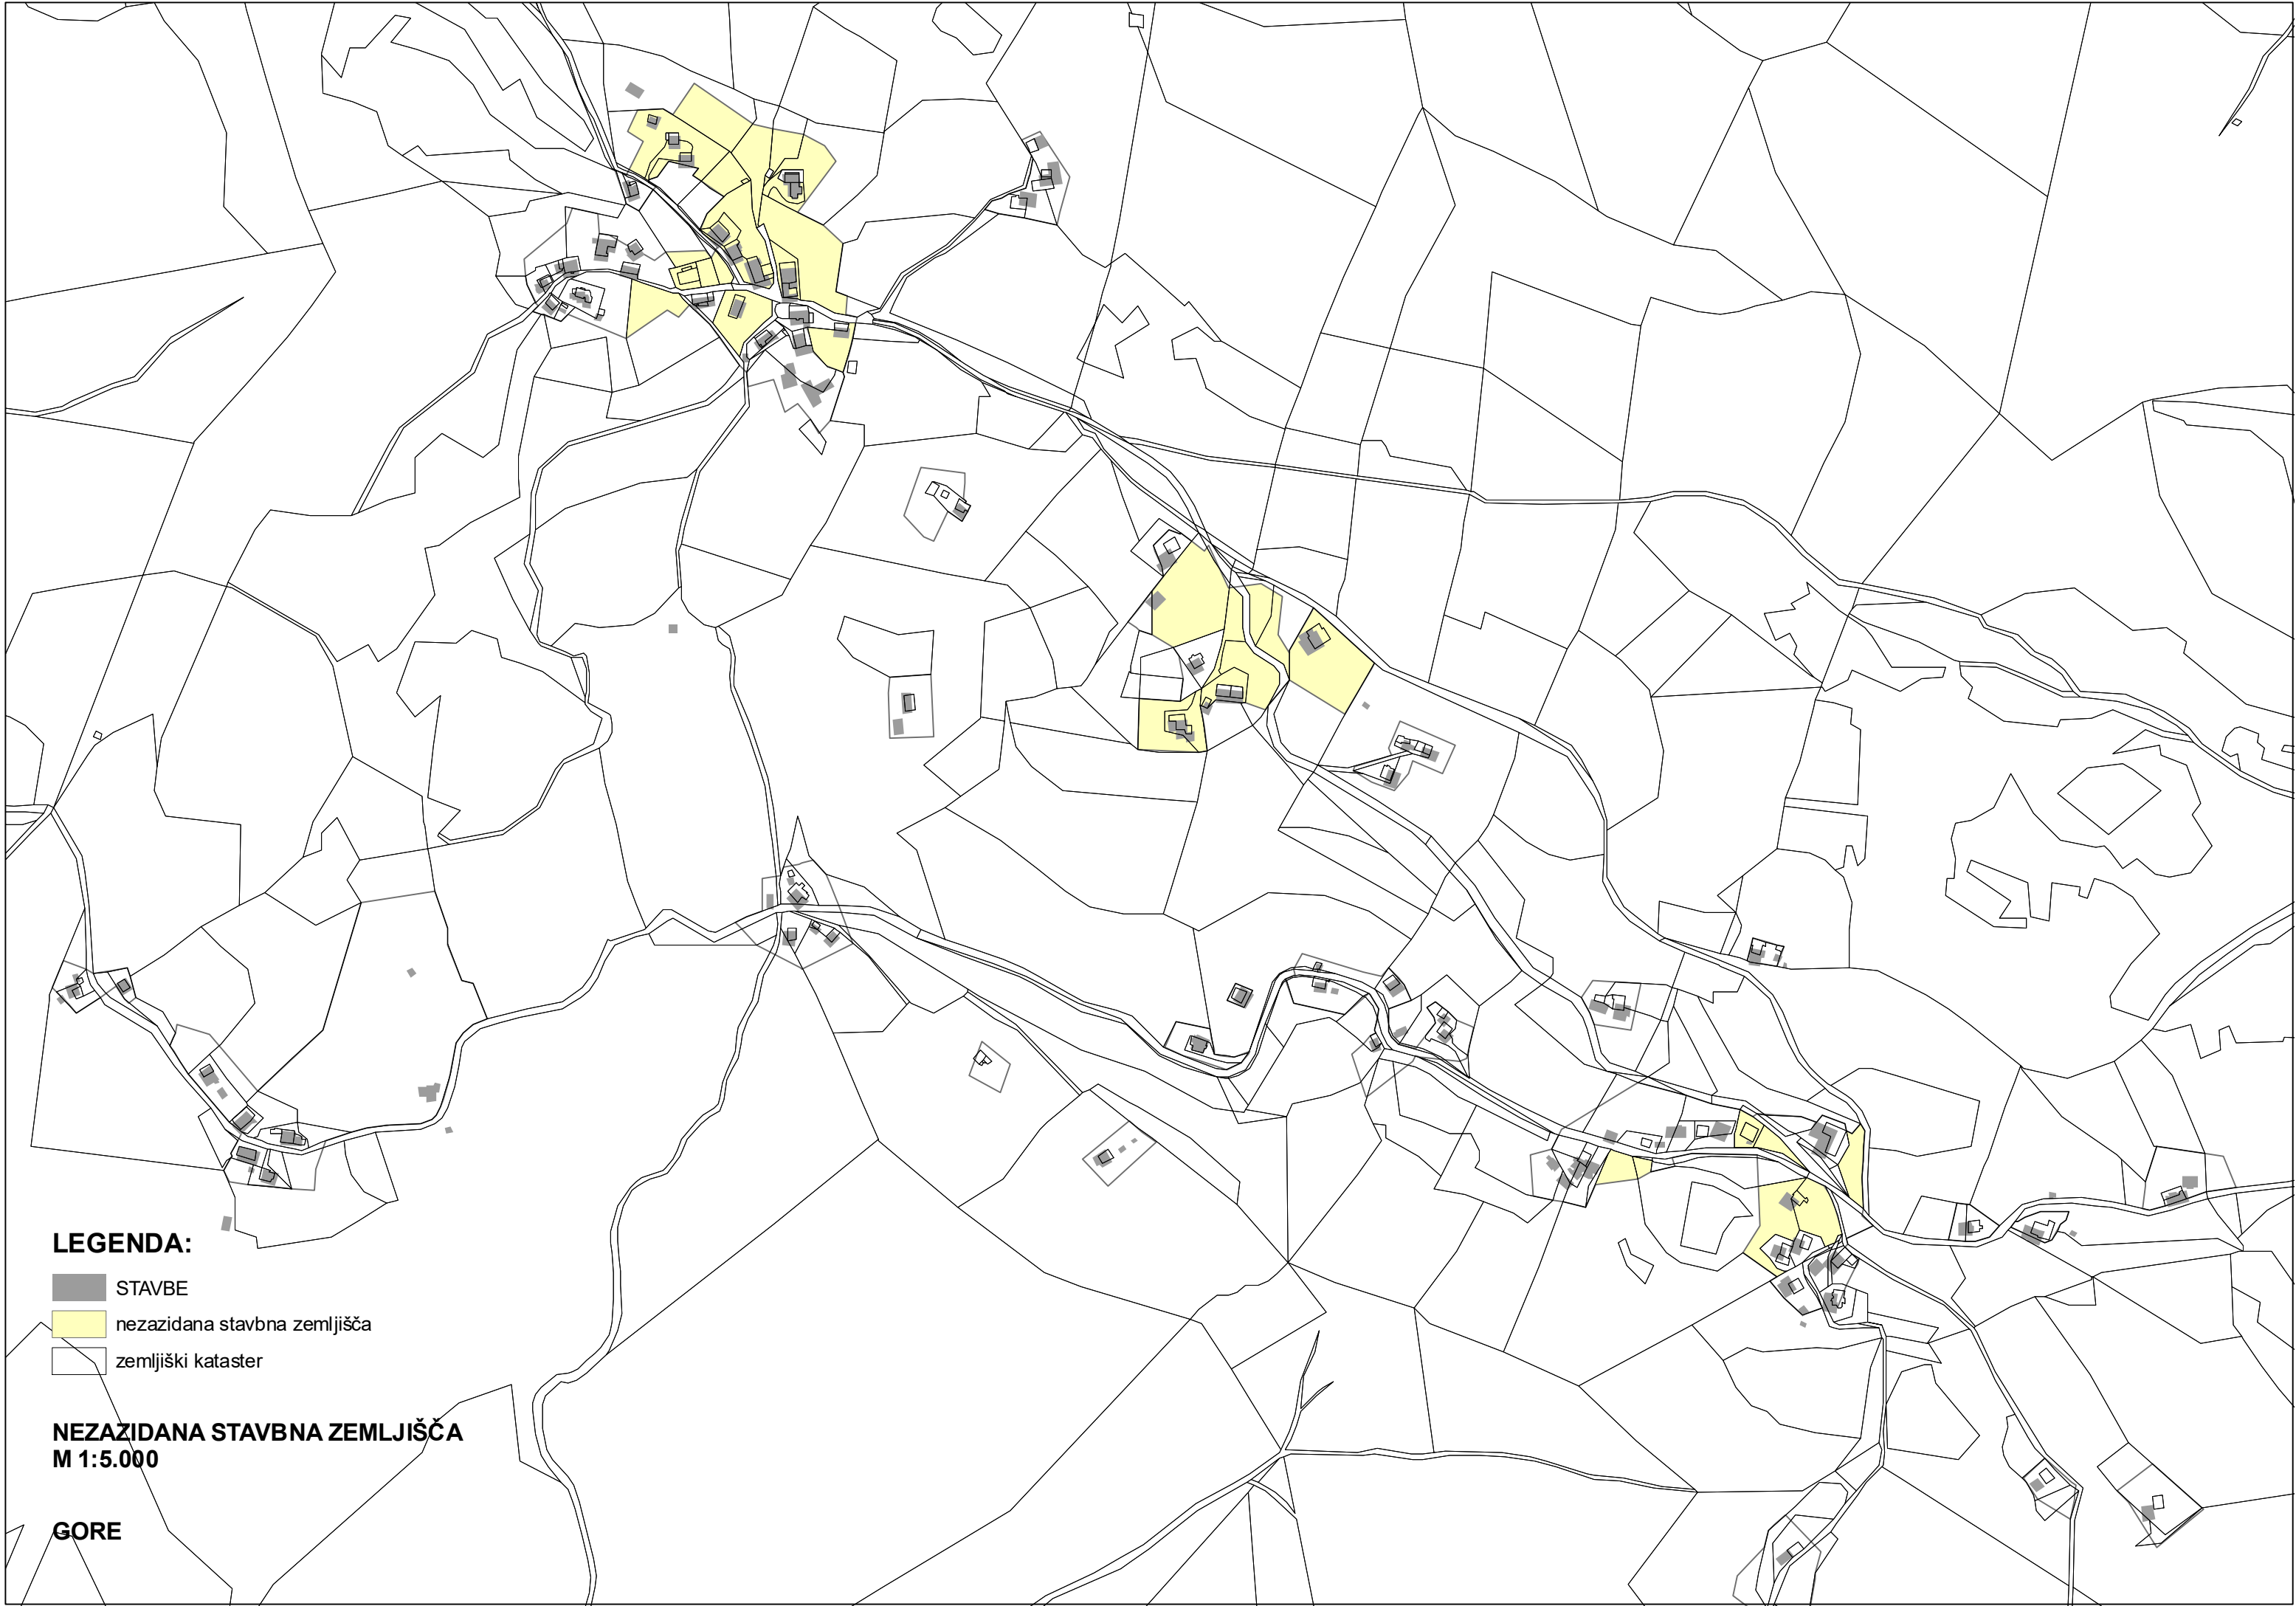 LEGENDA:
STAVBE
nezazidana stavbna zemljišča
zemljiški kataster
NEZAZIDANA STAVBNA ZEMLJIŠČA
M 1:5.000
GORE